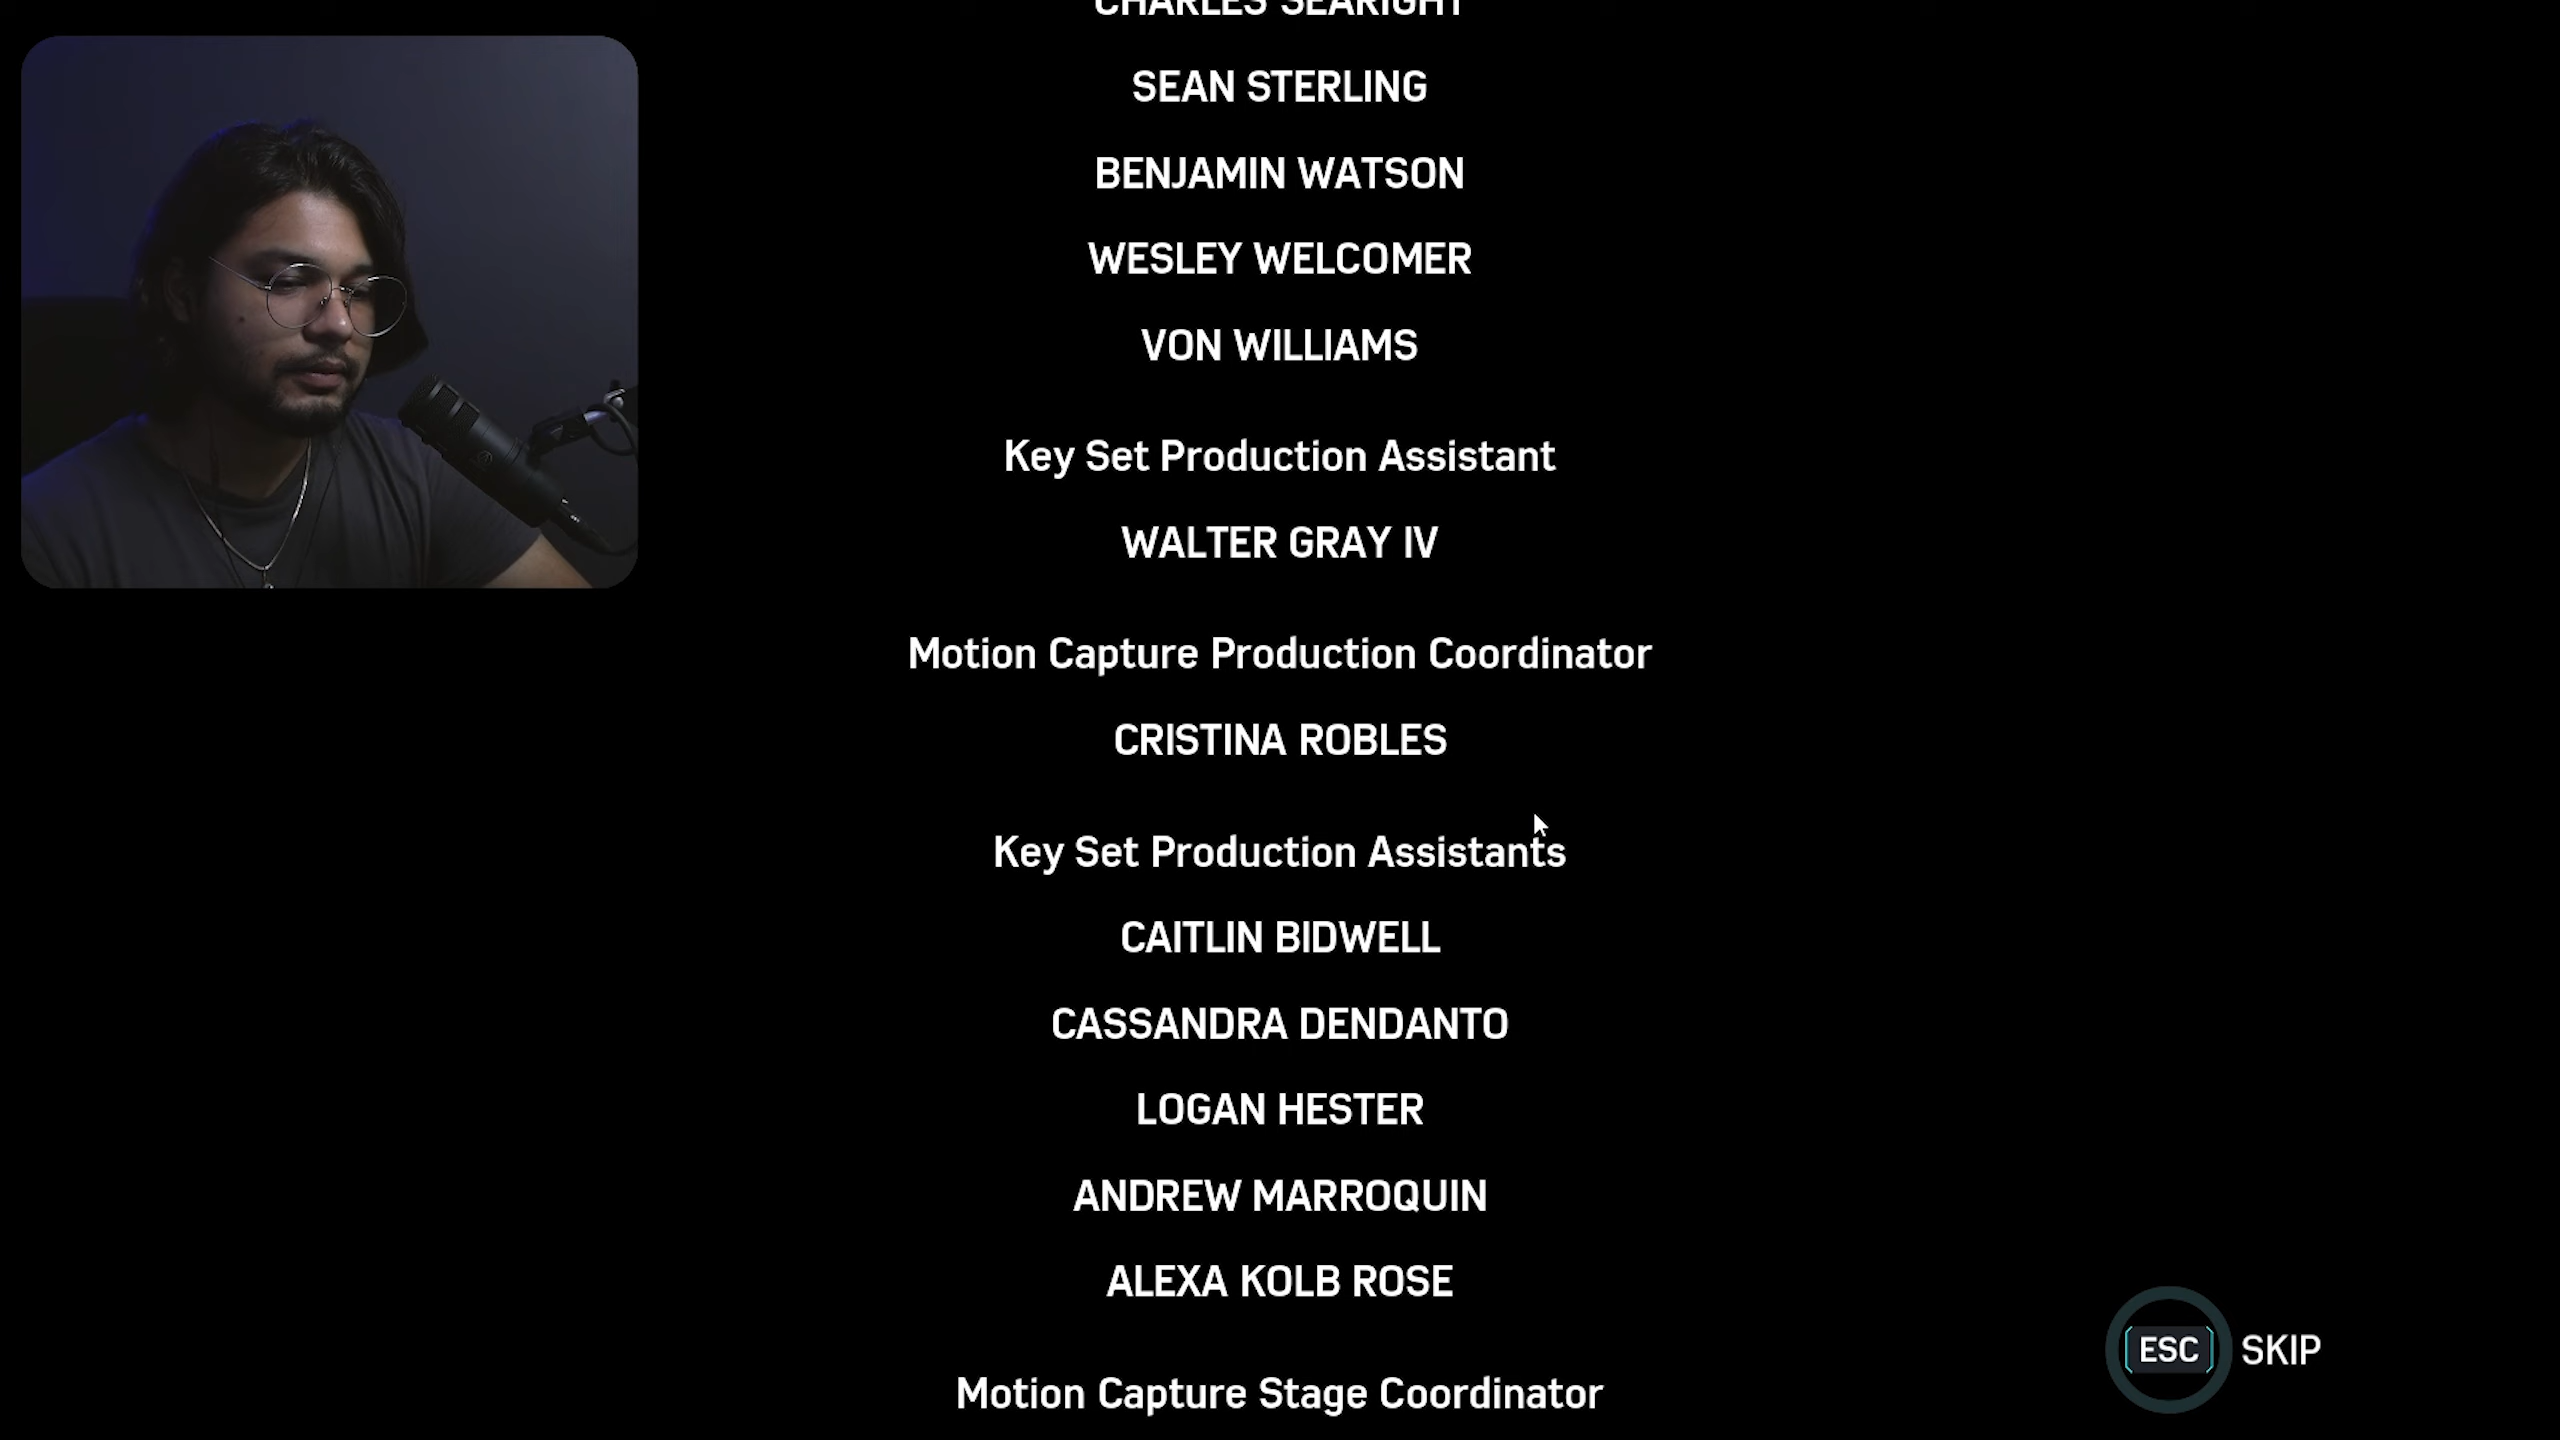 CHARLES SEARIGHT
SEAN STERLING
BENJAMIN WATSON
WESLEY WELCOMER
VON WILLIAMS
Key Set Production Assistant
WALTER GRAY IV
Motion Capture Production Coordinator
CRISTINA ROBLES
Key Set Production Assistants
CAITLIN BIDWELL
CASSANDRA DENDANTO
LOGAN HESTER
ANDREW MARROQUIN
ALEXA KOLB ROSE
Motion Capture Stage Coordinator
ESC SKIP